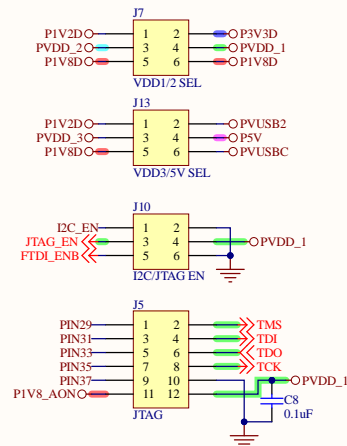 J7
P1V2D 1 2 P3V3D
PVDD_2 3 4 PVDD_1
P1V8D 5 6 P1V8D
VDD1/2 SEL
J13
P1V2D 1 2 PVUSB2
PVDD_3 3 4 P5V
P1V8D 5 6 PVUSBC
VDD3/5V SEL
J10
I2C_EN 1 2
JTAG_EN 3 4 PVDD_1
FTDI_ENB 5 6
I2C/JTAG EN
J5
PIN29 1 2 TMS
PIN31 3 4 TDI
PIN33 5 6 TDO
PIN35 7 8 TCK
PIN37 9 10
P1V8_AON 11 12 PVDD_1
JTAG
C8
0.1uF